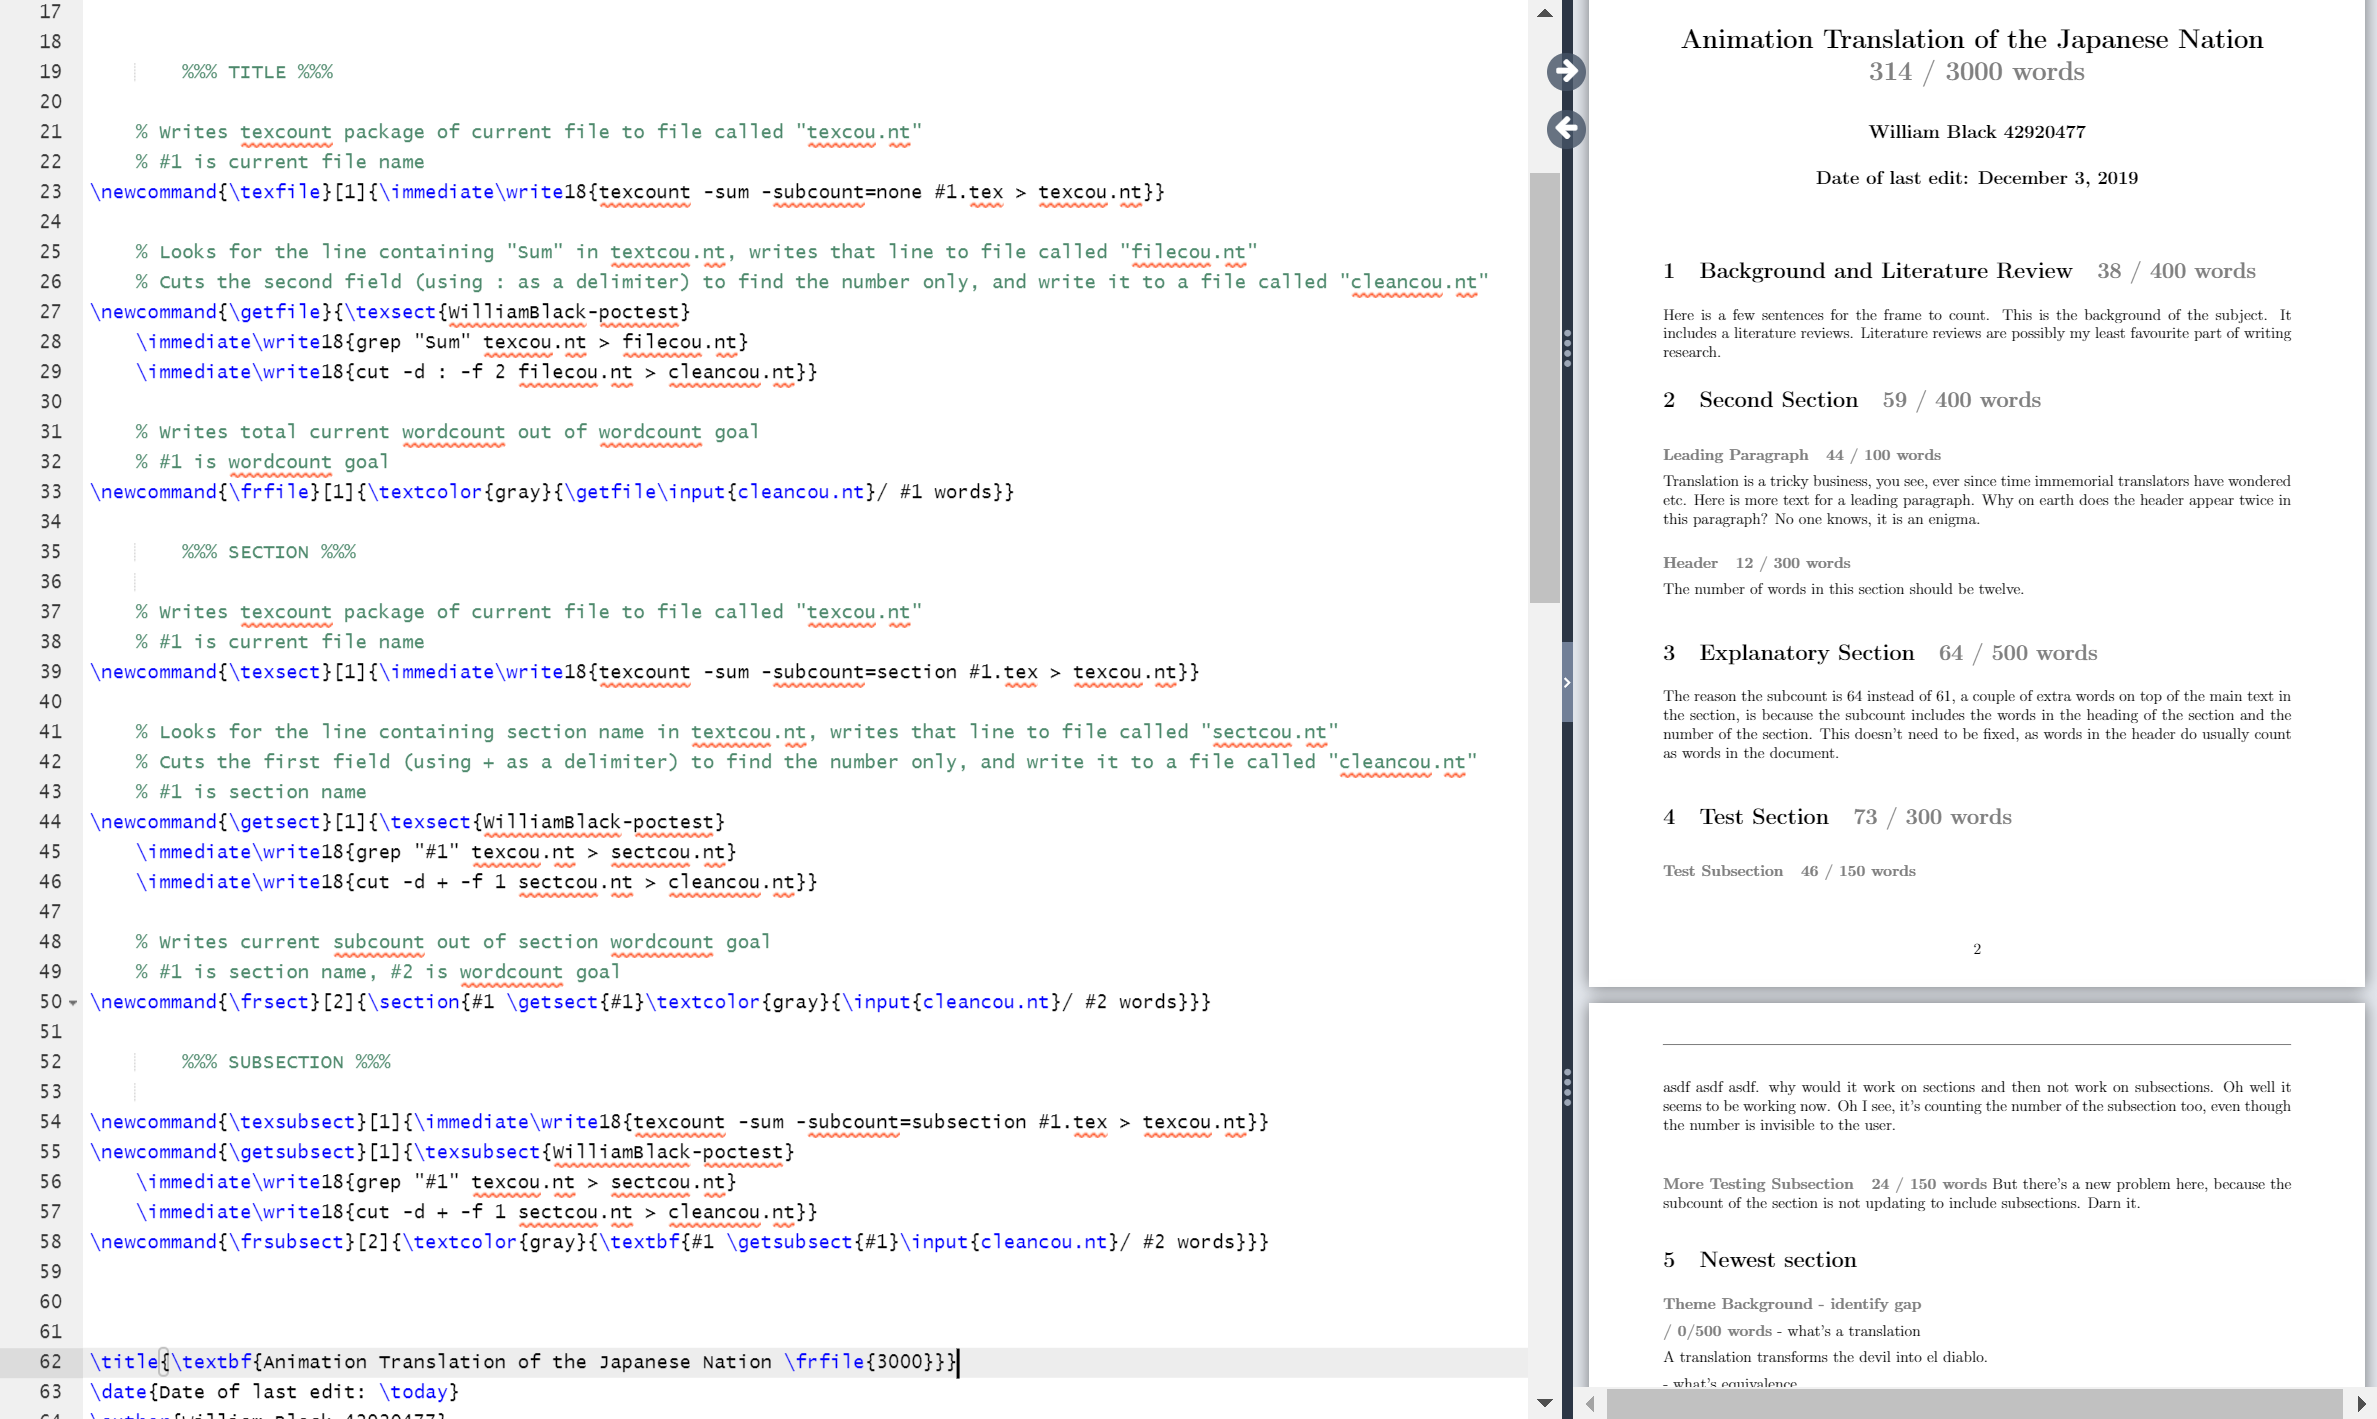 17
18
19 %%% TITLE %%%
20
21 % Writes texcount package of current file to file called "texcou.nt"
22 % #1 is current file name
23 \newcommand{\texfile}[1]{\immediate\write18{texcount -sum -subcount=none #1.tex > texcou.nt}}
24
25 % Looks for the line containing "Sum" in textcou.nt, writes that line to file called "filecou.nt"
26 % Cuts the second field (using : as a delimiter) to find the number only, and write it to a file called "cleancou.nt"
27 \newcommand{\getfile}{\texsect{WilliamBlack-poctest}
28 \immediate\write18{grep "Sum" texcou.nt > filecou.nt}
29 \immediate\write18{cut -d : -f 2 filecou.nt > cleancou.nt}}
30
31 % Writes total current wordcount out of wordcount goal
32 % #1 is wordcount goal
33 \newcommand{\frfile}[1]{\textcolor{gray}{\getfile\input{cleancou.nt}/ #1 words}}
34
35 %%% SECTION %%%
36
37 % Writes texcount package of current file to file called "texcou.nt"
38 % #1 is current file name
39 \newcommand{\texsect}[1]{\immediate\write18{texcount -sum -subcount=section #1.tex > texcou.nt}}
40
41 % Looks for the line containing section name in textcou.nt, writes that line to file called "sectcou.nt"
42 % Cuts the first field (using + as a delimiter) to find the number only, and write it to a file called "cleancou.nt"
43 % #1 is section name
44 \newcommand{\getsect}[1]{\texsect{WilliamBlack-poctest}
45 \immediate\write18{grep "#1" texcou.nt > sectcou.nt}
46 \immediate\write18{cut -d + -f 1 sectcou.nt > cleancou.nt}}
47
48 % Writes current subcount out of section wordcount goal
49 % #1 is section name, #2 is wordcount goal
50 \newcommand{\frsect}[2]{\section{#1 \getsect{#1}\textcolor{gray}{\input{cleancou.nt}/ #2 words}}}
51
52 %%% SUBSECTION %%%
53
54 \newcommand{\texsubsect}[1]{\immediate\write18{texcount -sum -subcount=subsection #1.tex > texcou.nt}}
55 \newcommand{\getsubsect}[1]{\texsubsect{WilliamBlack-poctest}
56 \immediate\write18{grep "#1" texcou.nt > sectcou.nt}
57 \immediate\write18{cut -d + -f 1 sectcou.nt > cleancou.nt}}
58 \newcommand{\frsubsect}[2]{\textcolor{gray}{\textbf{#1 \getsubsect{#1}\input{cleancou.nt}/ #2 words}}}
59
60
61
62 \title{\textbf{Animation Translation of the Japanese Nation \frfile{3000}}}
63 \date{Date of last edit: \today}
64 \author{William Black 42920477}
Animation Translation of the Japanese Nation
314 / 3000 words
William Black 42920477
Date of last edit: December 3, 2019
1 Background and Literature Review 38 / 400 words
Here is a few sentences for the frame to count. This is the background of the subject. It
includes a literature reviews. Literature reviews are possibly my least favourite part of writing
research.
2 Second Section 59 / 400 words
Leading Paragraph 44 / 100 words
Translation is a tricky business, you see, ever since time immemorial translators have wondered
etc. Here is more text for a leading paragraph. Why on earth does the header appear twice in
this paragraph? No one knows, it is an enigma.
Header 12 / 300 words
The number of words in this section should be twelve.
3 Explanatory Section 64 / 500 words
The reason the subcount is 64 instead of 61, a couple of extra words on top of the main text in
the section, is because the subcount includes the words in the heading of the section and the
number of the section. This doesn't need to be fixed, as words in the header do usually count
as words in the document.
4 Test Section 73 / 300 words
Test Subsection 46 / 150 words
2
asdf asdf asdf. why would it work on sections and then not work on subsections. Oh well it
seems to be working now. Oh I see, it's counting the number of the subsection too, even though
the number is invisible to the user.
More Testing Subsection 24 / 150 words But there's a new problem here, because the
subcount of the section is not updating to include subsections. Darn it.
5 Newest section
Theme Background - identify gap
/ 0/500 words - what's a translation
A translation transforms the devil into el diablo.
- what's equivalence